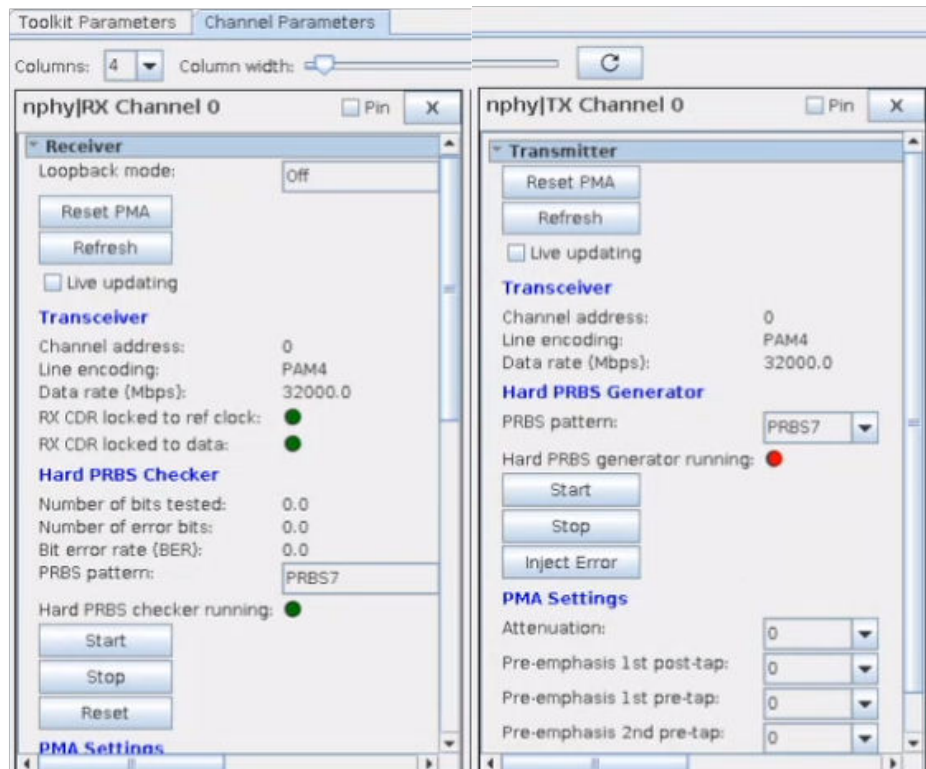 Toolkit Parameters Channel Parameters
Columns: 4 Column width:
nphy|RX Channel 0 Pin X
Receiver
Loopback mode: Off
Reset PMA
Refresh
Live updating
Transceiver
Channel address: 0
Line encoding: PAM4
Data rate (Mbps): 32000.0
RX CDR locked to ref clock:
RX CDR locked to data:
Hard PRBS Checker
Number of bits tested: 0.0
Number of error bits: 0.0
Bit error rate (BER): 0.0
PRBS pattern: PRBS7
Hard PRBS checker running:
Start
Stop
Reset
PMA Settings
nphy|TX Channel 0 Pin X
Transmitter
Reset PMA
Refresh
Live updating
Transceiver
Channel address: 0
Line encoding: PAM4
Data rate (Mbps): 32000.0
Hard PRBS Generator
PRBS pattern: PRBS7
Hard PRBS generator running:
Start
Stop
Inject Error
PMA Settings
Attenuation: 0
Pre-emphasis 1st post-tap: 0
Pre-emphasis 1st pre-tap: 0
Pre-emphasis 2nd pre-tap: 0